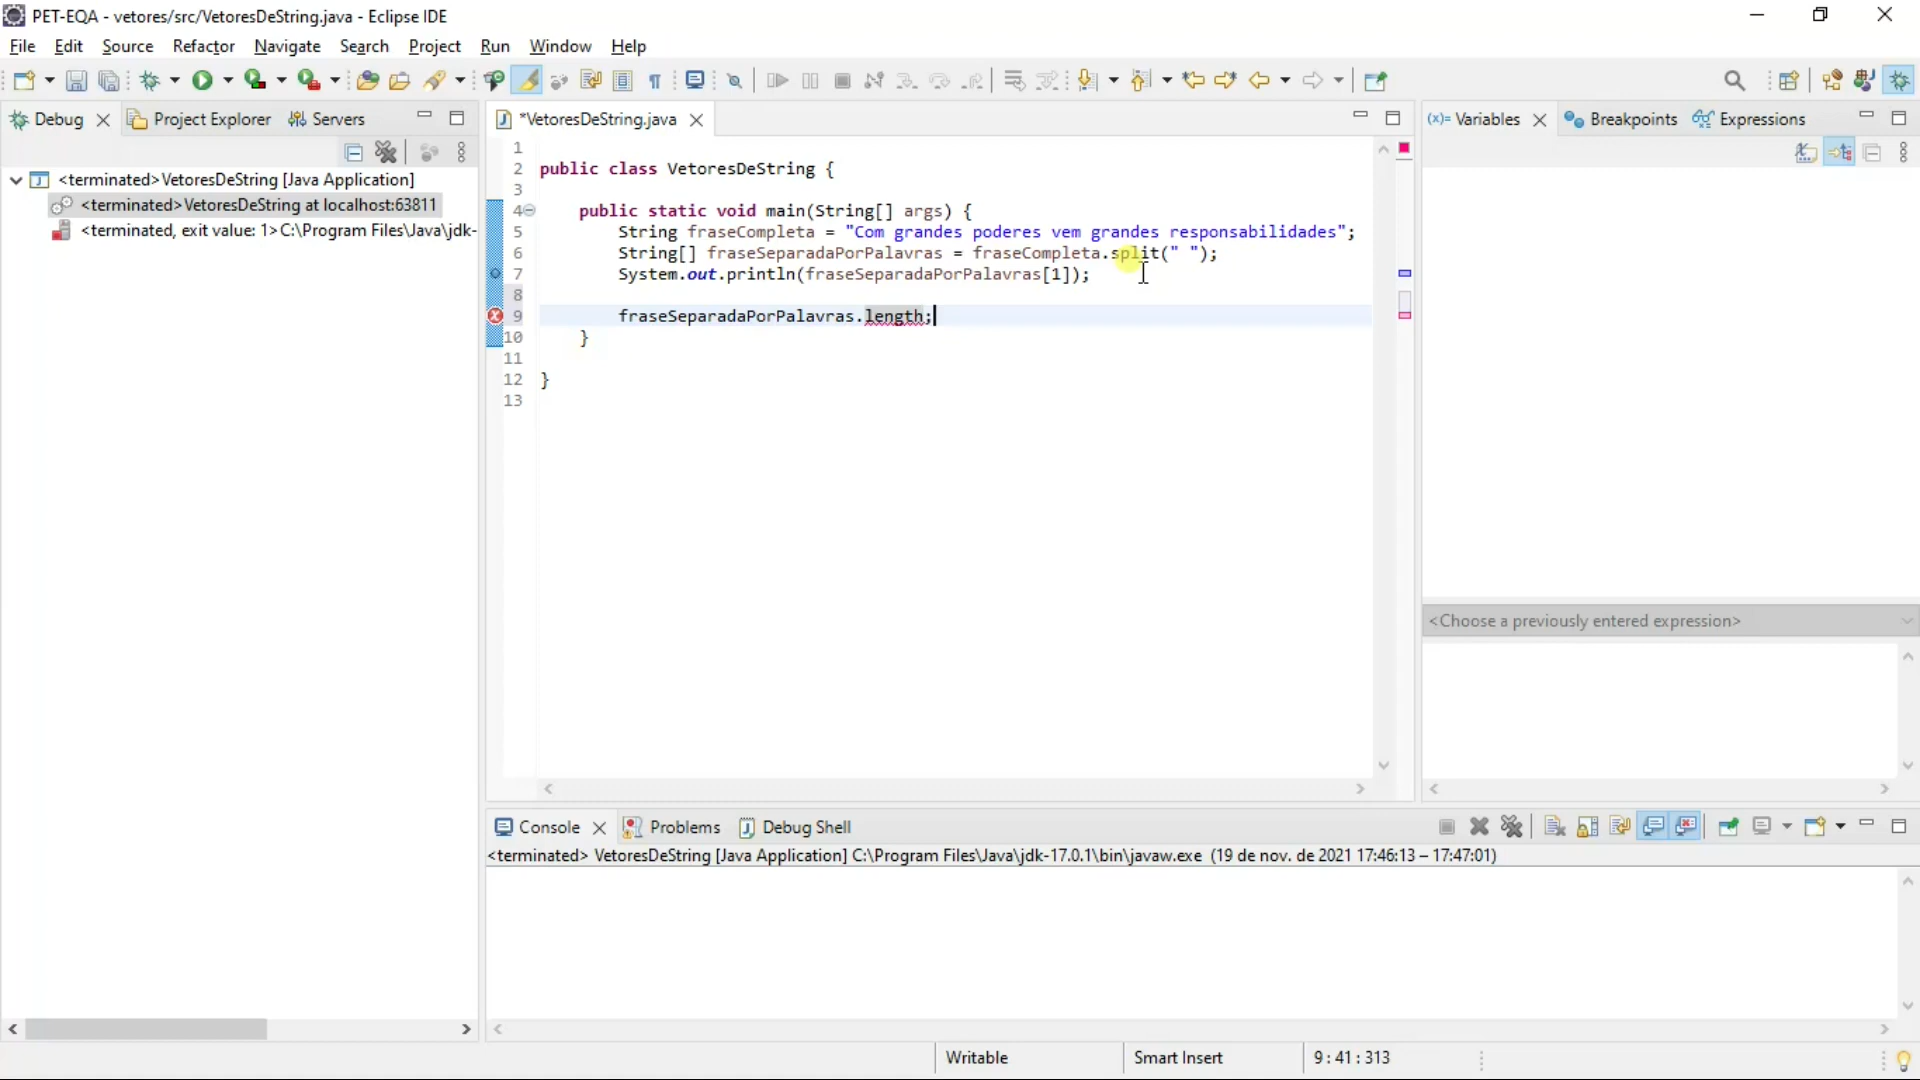 PET-EQA - vetores/src/VetoresDeString.java - Eclipse IDE
File Edit Source Refactor Navigate Search Project Run Window Help
Debug Project Explorer Servers
<terminated>VetoresDeString [Java Application]
<terminated>VetoresDeString at localhost:63811
<terminated, exit value: 1>C:\Program Files\Java\jdk-
*VetoresDeString.java
1
2 public class VetoresDeString {
3
4 public static void main(String[] args) {
5 String fraseCompleta = "Com grandes poderes vem grandes responsabilidades";
6 String[] fraseSeparadaPorPalavras = fraseCompleta.split(" ");
7 System.out.println(fraseSeparadaPorPalavras[1]);
8
9 fraseSeparadaPorPalavras.length;
10 }
11
12 }
13
(x)= Variables Breakpoints Expressions
<Choose a previously entered expression>
Console Problems Debug Shell
<terminated> VetoresDeString [Java Application] C:\Program Files\Java\jdk-17.0.1\bin\javaw.exe (19 de nov. de 2021 17:46:13 – 17:47:01)
Writable Smart Insert 9 : 41 : 313